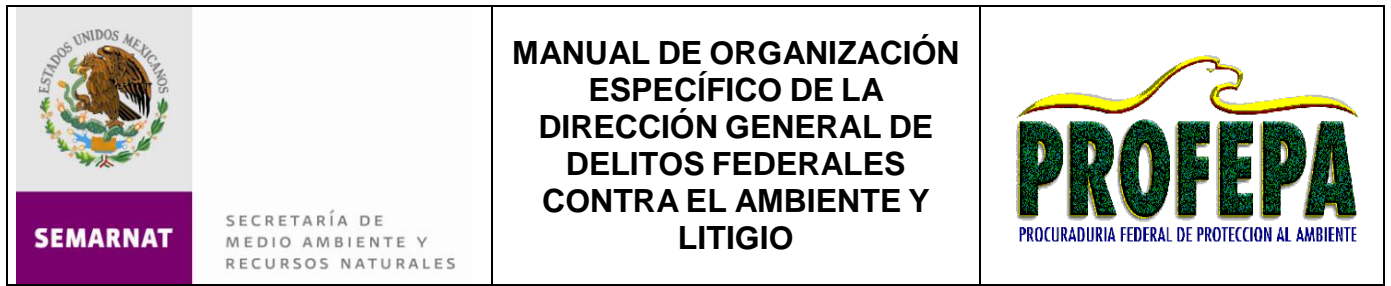 ESTADOS UNIDOS MEXICANOS
SEMARNAT
SECRETARÍA DE
MEDIO AMBIENTE Y
RECURSOS NATURALES
MANUAL DE ORGANIZACIÓN
ESPECÍFICO DE LA
DIRECCIÓN GENERAL DE
DELITOS FEDERALES
CONTRA EL AMBIENTE Y
LITIGIO
PROFEPA
PROCURADURIA FEDERAL DE PROTECCION AL AMBIENTE